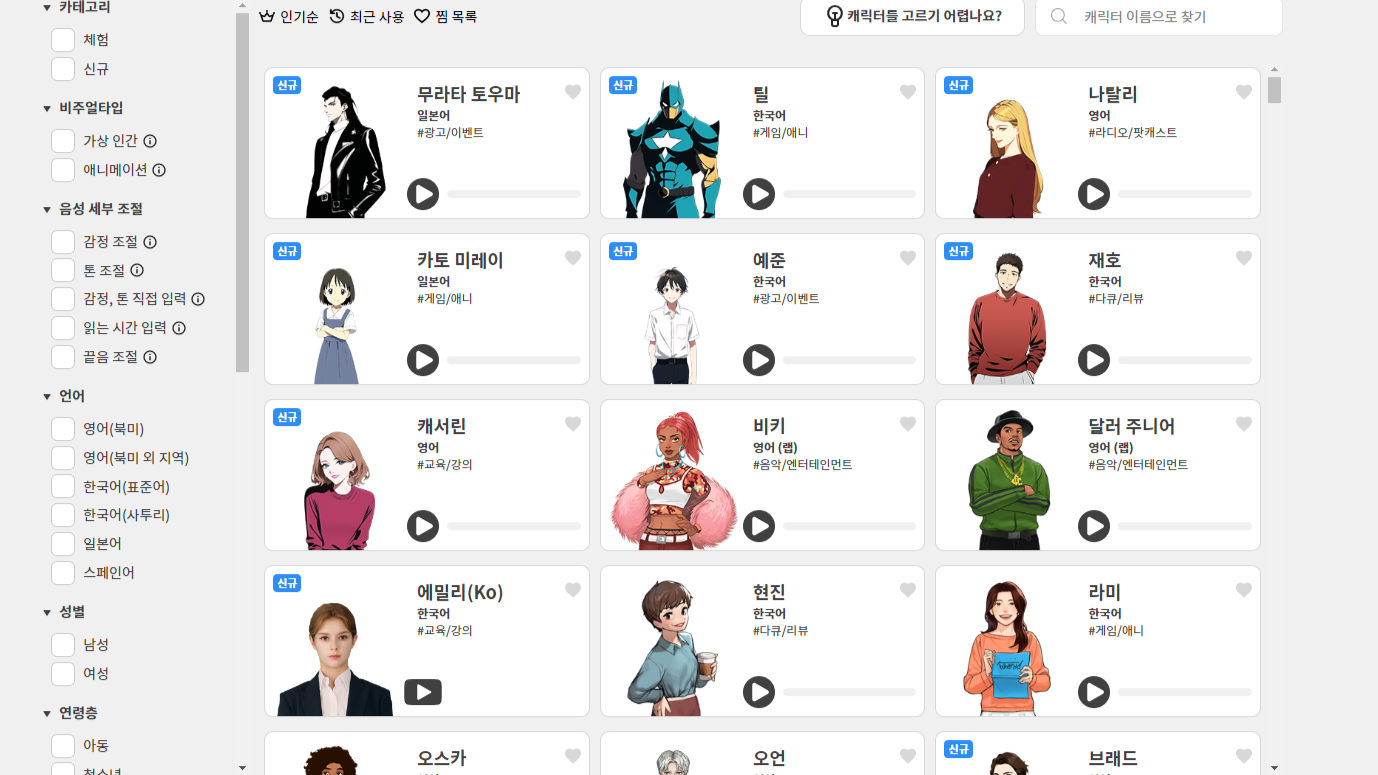 카테고리
체험
신규
비주얼타입
가상 인간
애니메이션
음성 세부 조절
감정 조절
톤 조절
감정, 톤 직접 입력
읽는 시간 입력
끝음 조절
언어
영어(북미)
영어(북미 외 지역)
한국어(표준어)
한국어(사투리)
일본어
스페인어
성별
남성
여성
연령층
아동
청소년
인기순 최근 사용 찜 목록
캐릭터를 고르기 어렵나요?
캐릭터 이름으로 찾기
신규
무라타 토우마
일본어
#광고/이벤트
신규
틸
한국어
#게임/애니
신규
나탈리
영어
#라디오/팟캐스트
신규
카토 미레이
일본어
#게임/애니
신규
예준
한국어
#광고/이벤트
신규
재호
한국어
#다큐/리뷰
신규
캐서린
영어
#교육/강의
비키
영어 (랩)
#음악/엔터테인먼트
달러 주니어
영어 (랩)
#음악/엔터테인먼트
신규
에밀리(Ko)
한국어
#교육/강의
현진
한국어
#다큐/리뷰
라미
한국어
#게임/애니
오스카
오언
신규
브래드